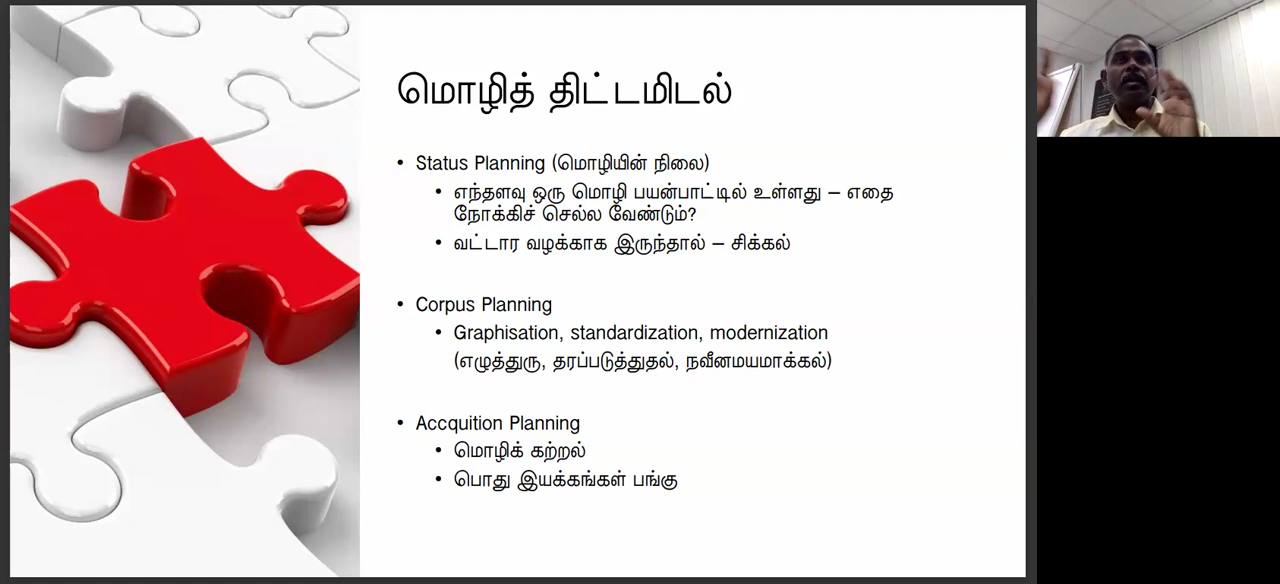 மொழித் திட்டமிடல்
• Status Planning (மொழியின் நிலை)
• எந்தளவு ஒரு மொழி பயன்பாட்டில் உள்ளது – எதை
நோக்கிச் செல்ல வேண்டும்?
• வட்டார வழக்காக இருந்தால் – சிக்கல்
• Corpus Planning
• Graphisation, standardization, modernization
(எழுத்துரு, தரப்படுத்துதல், நவீனமயமாக்கல்)
• Accquition Planning
• மொழிக் கற்றல்
• பொது இயக்கங்கள் பங்கு